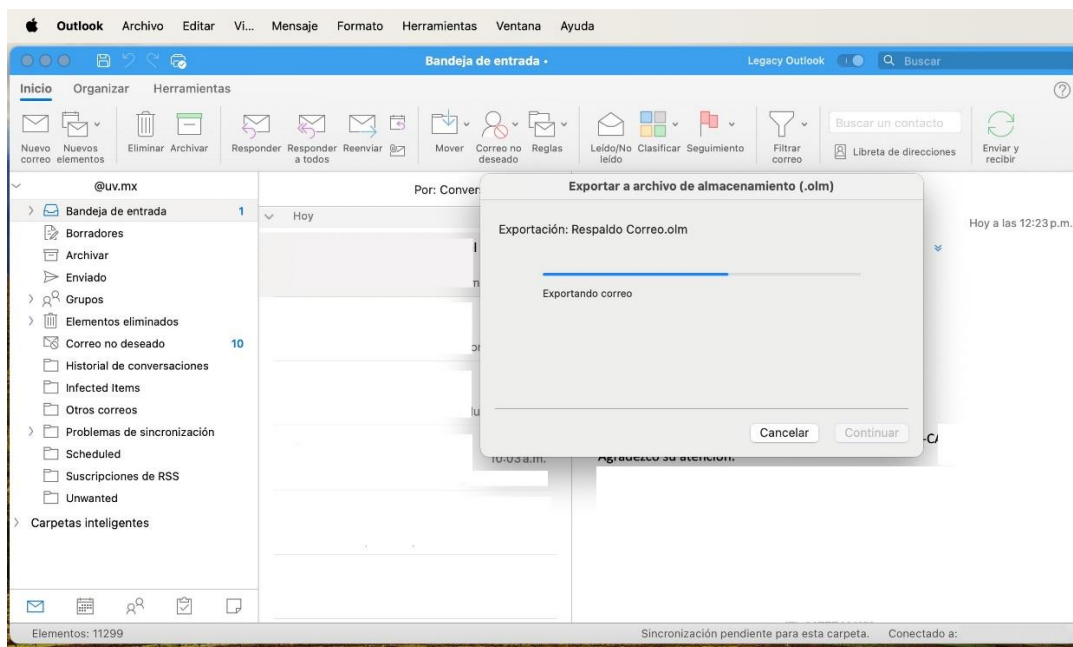 Outlook Archivo Editar Vi... Mensaje Formato Herramientas Ventana Ayuda
Bandeja de entrada • Legacy Outlook Buscar
Inicio Organizar Herramientas
Nuevo correo
Nuevos elementos
Eliminar
Archivar
Responder
Responder a todos
Reenviar
Mover
Correo no deseado
Reglas
Leído/No leído
Clasificar
Seguimiento
Filtrar correo
Buscar un contacto
Libreta de direcciones
Enviar y recibir
@uv.mx
Bandeja de entrada 1
Borradores
Archivar
Enviado
Grupos
Elementos eliminados
Correo no deseado 10
Historial de conversaciones
Infected Items
Otros correos
Problemas de sincronización
Scheduled
Suscripciones de RSS
Unwanted
Carpetas inteligentes
Por:
Hoy
10:03 a.m.
Exportar a archivo de almacenamiento (.olm)
Exportación: Respaldo Correo.olm
Exportando correo
Cancelar Continuar
Hoy a las 12:23 p.m.
Agradezco su atención.
Elementos: 11299 Sincronización pendiente para esta carpeta. Conectado a: